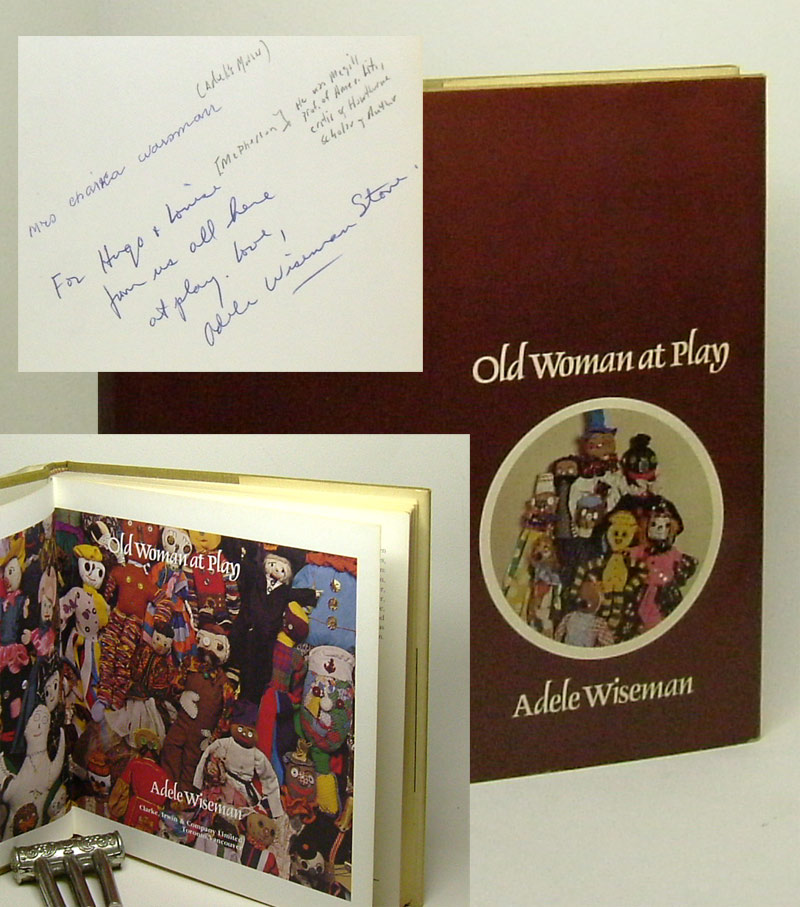 (Adele's Mother)
Mrs Chaika Waisman
[McPherson]
He was McGill
Prof. of Amer. Lit.,
critic & Hawthorne
Scholar & Author
For Hugo & Louise
from us all here
at play. Love,
Adele Wiseman Stone.
Old Woman at Play
Adele Wiseman
Old Woman at Play
Adele Wiseman
Clarke, Irwin & Company Limited
Toronto, Vancouver